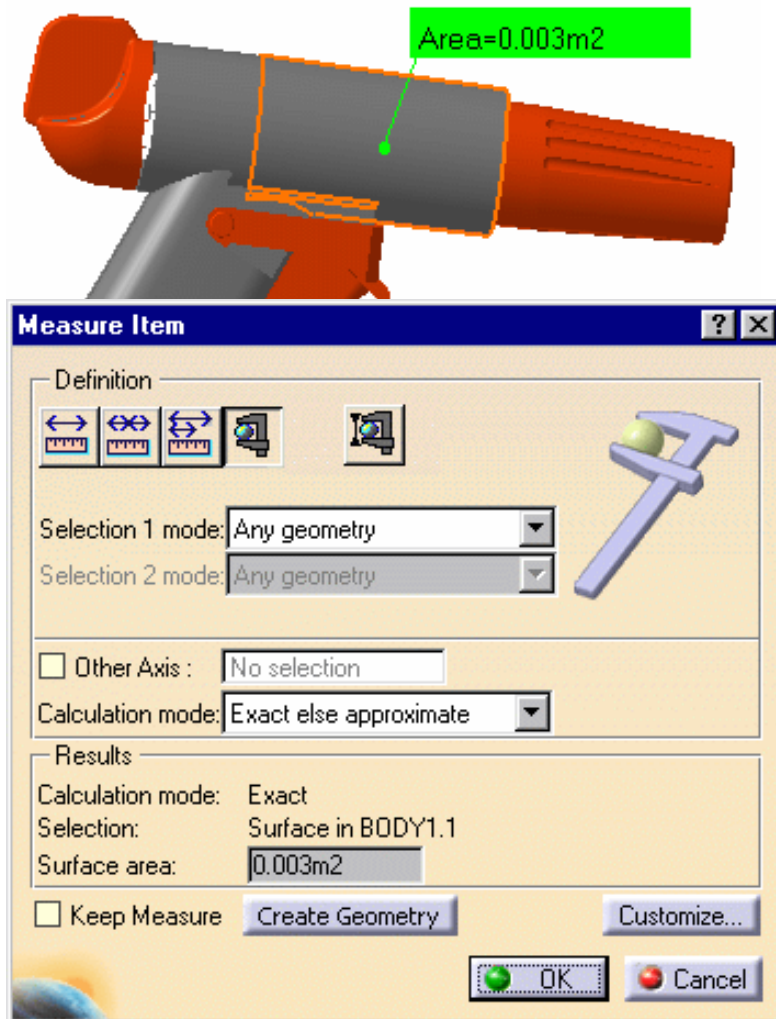 Area=0.003m2
Measure Item
Definition
Selection 1 mode: Any geometry
Selection 2 mode: Any geometry
Other Axis : No selection
Calculation mode: Exact else approximate
Results
Calculation mode: Exact
Selection: Surface in BODY1.1
Surface area: 0.003m2
Keep Measure Create Geometry Customize...
OK Cancel